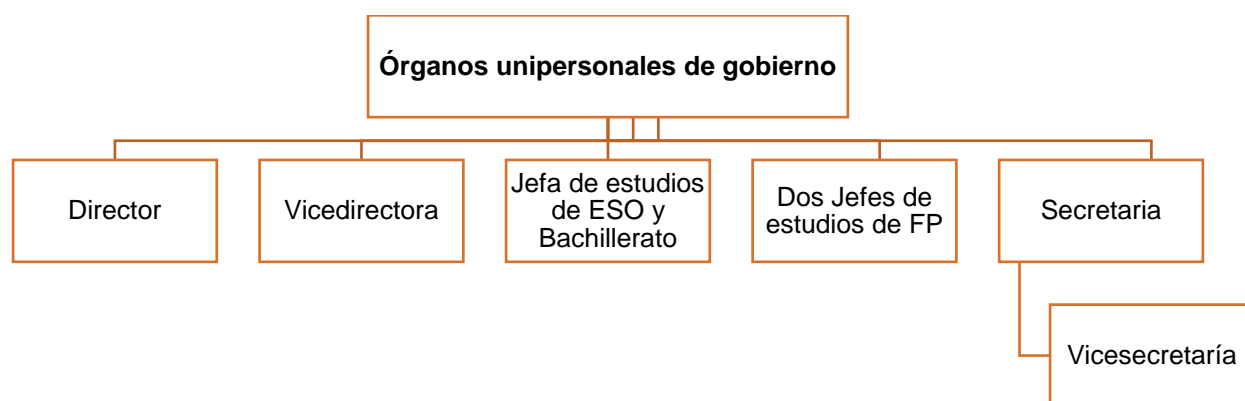 Órganos unipersonales de gobierno
Director
Vicedirectora
Jefa de estudios
de ESO y
Bachillerato
Dos Jefes de
estudios de FP
Secretaria
Vicesecretaría